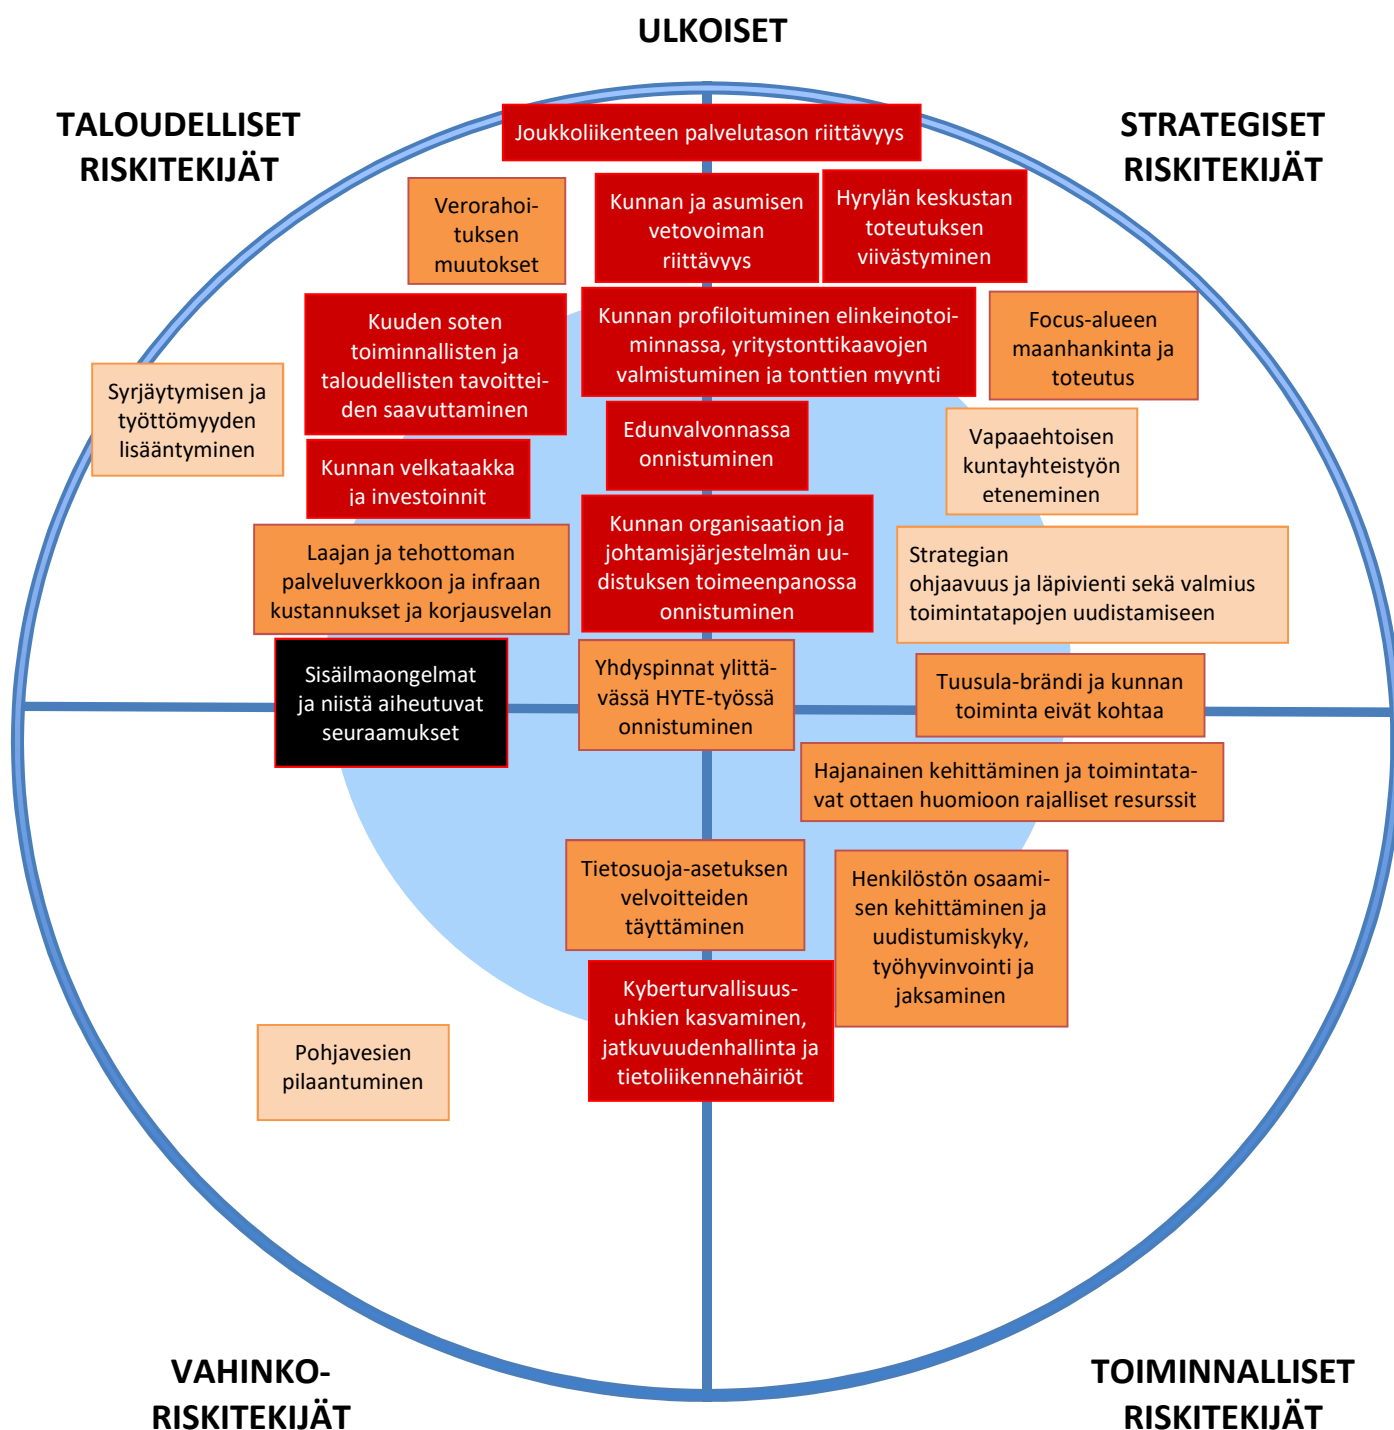 ULKOISET
TALOUDELLISET
RISKITEKIJÄT
STRATEGISET
RISKITEKIJÄT
Joukkoliikenteen palvelutason riittävyys
Verorahoi-
tuksen
muutokset
Kunnan ja asumisen
vetovoiman
riittävyys
Hyrylän keskustan
toteutuksen
viivästyminen
Kuuden soten
toiminnallisten ja
taloudellisten tavoittei-
den saavuttaminen
Kunnan profiloituminen elinkeinotoi-
minnassa, yritystonttikaavojen
valmistuminen ja tonttien myynti
Focus-alueen
maanhankinta ja
toteutus
Syrjäytymisen ja
työttömyyden
lisääntyminen
Edunvalvonnassa
onnistuminen
Vapaaehtoisen
kuntayhteistyön
eteneminen
Kunnan velkataakka
ja investoinnit
Kunnan organisaation ja
johtamisjärjestelmän uu-
distuksen toimeenpanossa
onnistuminen
Laajan ja tehottoman
palveluverkkoon ja infraan
kustannukset ja korjausvelan
Strategian
ohjaavuus ja läpivienti sekä valmius
toimintatapojen uudistamiseen
Sisäilmaongelmat
ja niistä aiheutuvat
seuraamukset
Yhdyspinnat ylittä-
vässä HYTE-työssä
onnistuminen
Tuusula-brändi ja kunnan
toiminta eivät kohtaa
Hajanainen kehittäminen ja toimintata-
vat ottaen huomioon rajalliset resurssit
Tietosuoja-asetuksen
velvoitteiden
täyttäminen
Henkilöstön osaami-
sen kehittäminen ja
uudistumiskyky,
työhyvinvointi ja
jaksaminen
Kyberturvallisuus-
uhkien kasvaminen,
jatkuvuudenhallinta ja
tietoliikennehäiriöt
Pohjavesien
pilaantuminen
VAHINKO-
RISKITEKIJÄT
TOIMINNALLISET
RISKITEKIJÄT